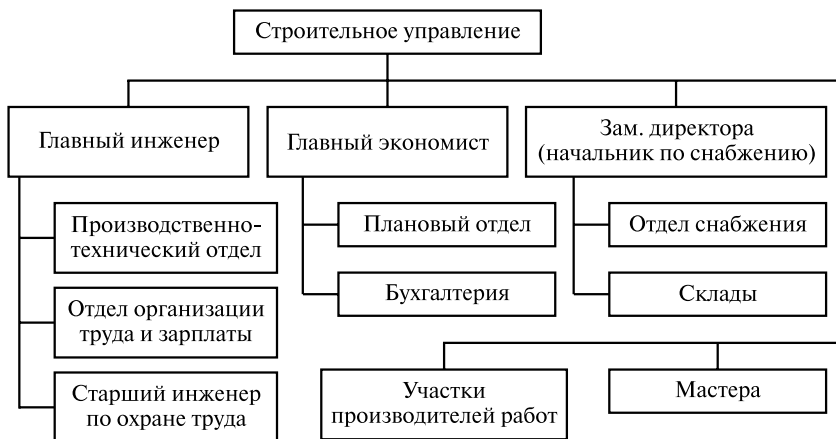 Строительное управление
Главный инженер
Главный экономист
Зам. директора
(начальник по снабжению)
Производственно-
технический отдел
Отдел организации
труда и зарплаты
Старший инженер
по охране труда
Плановый отдел
Бухгалтерия
Отдел снабжения
Склады
Участки
производителей работ
Мастера